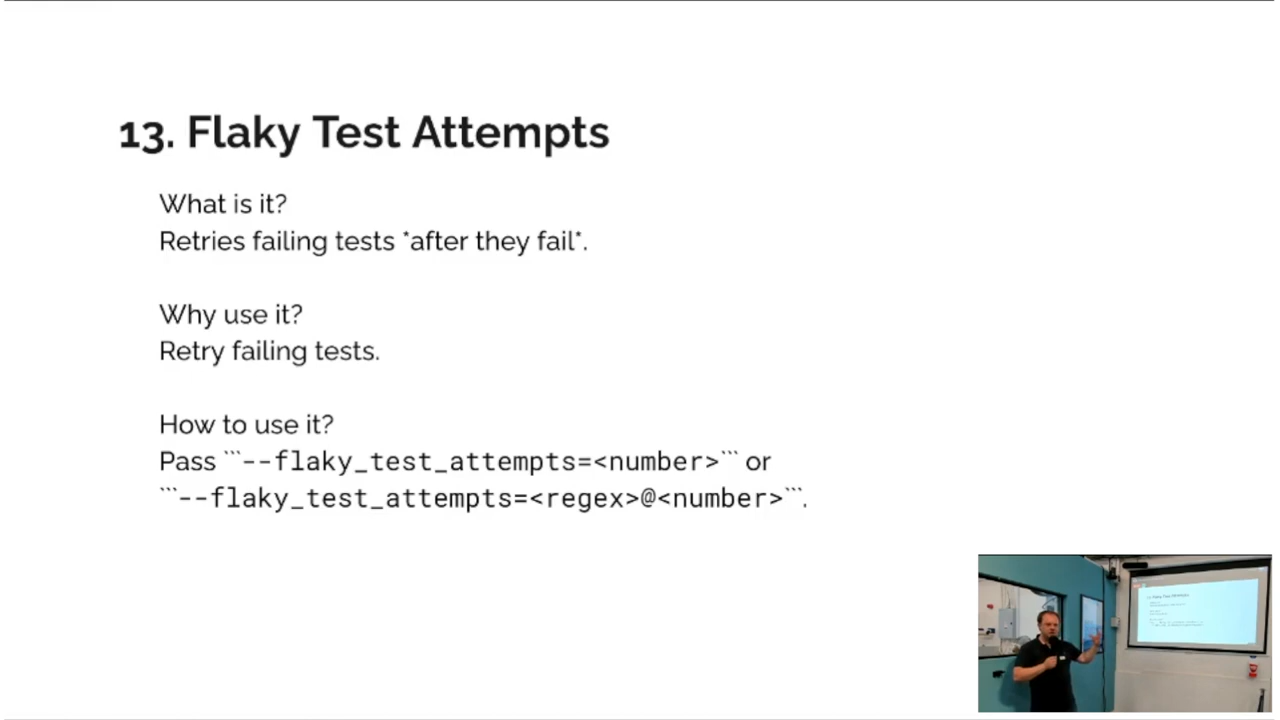 13. Flaky Test Attempts
What is it?
Retries failing tests *after they fail*.
Why use it?
Retry failing tests.
How to use it?
Pass ```--flaky_test_attempts=<number>``` or
```--flaky_test_attempts=<regex>@<number>```.